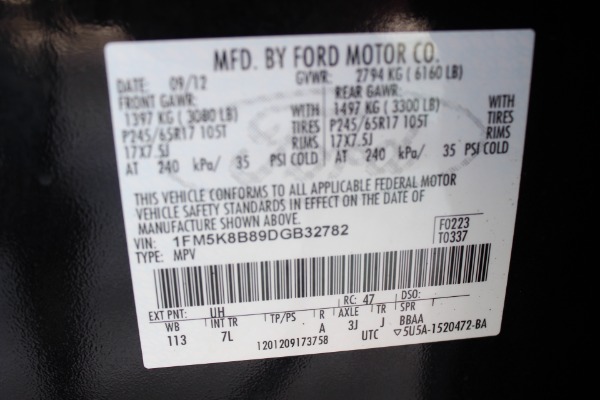 MFD. BY FORD MOTOR CO.
DATE: 09/12 GVWR: 2794 KG ( 6160 LB)
FRONT GAWR: REAR GAWR:
1397 KG ( 3080 LB) WITH 1497 KG ( 3300 LB) WITH
P245/65R17 105T TIRES P245/65R17 105T TIRES
17X7.5J RIMS 17X7.5J RIMS
AT 240 kPa/ 35 PSI COLD AT 240 kPa/ 35 PSI COLD
THIS VEHICLE CONFORMS TO ALL APPLICABLE FEDERAL MOTOR
VEHICLE SAFETY STANDARDS IN EFFECT ON THE DATE OF
MANUFACTURE SHOWN ABOVE.
VIN: 1FM5K8B89DGB32782 F0223
TYPE: MPV T0337
EXT PNT: UH RC: 47 DSO:
WB INT TR TP/PS R AXLE TR SPR
113 7L A 3J J BBAA
1201209173758 UTC ▽5U5A-1520472-BA